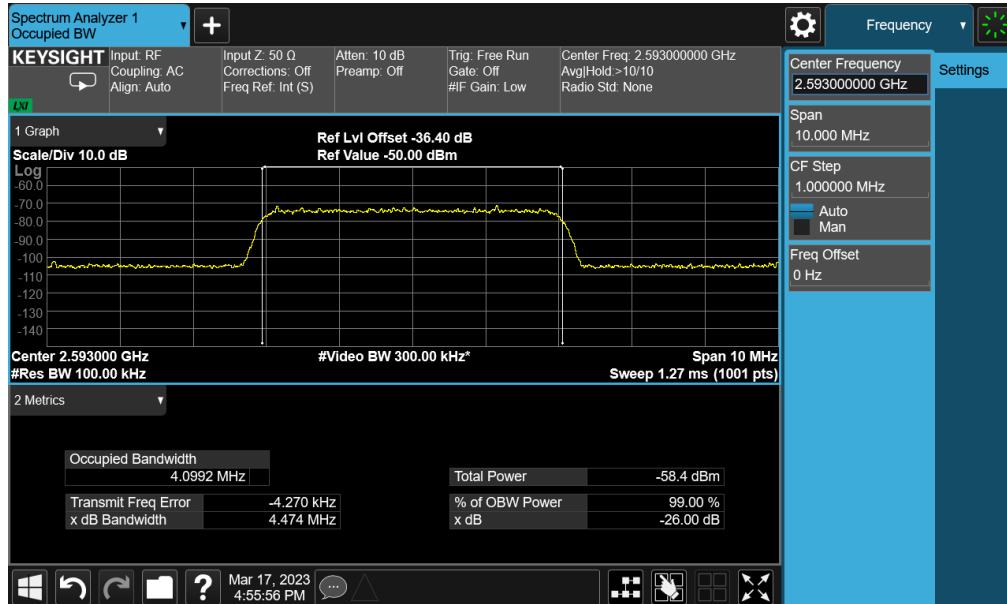 Spectrum Analyzer 1
Occupied BW
+
Frequency
KEYSIGHT
LXI
Input: RF
Coupling: AC
Align: Auto
Input Z: 50 Ω
Corrections: Off
Freq Ref: Int (S)
Atten: 10 dB
Preamp: Off
Trig: Free Run
Gate: Off
#IF Gain: Low
Center Freq: 2.593000000 GHz
Avg|Hold:>10/10
Radio Std: None
1 Graph
Scale/Div 10.0 dB
Ref Lvl Offset -36.40 dB
Ref Value -50.00 dBm
Log
-60.0
-70.0
-80.0
-90.0
-100
-110
-120
-130
-140
Center 2.593000 GHz
#Res BW 100.00 kHz
#Video BW 300.00 kHz*
Span 10 MHz
Sweep 1.27 ms (1001 pts)
2 Metrics
Occupied Bandwidth
4.0992 MHz
Transmit Freq Error -4.270 kHz
x dB Bandwidth 4.474 MHz
Total Power -58.4 dBm
% of OBW Power 99.00 %
x dB -26.00 dB
Center Frequency
2.593000000 GHz
Span
10.000 MHz
CF Step
1.000000 MHz
Auto
Man
Freq Offset
0 Hz
Settings
?
Mar 17, 2023
4:55:56 PM